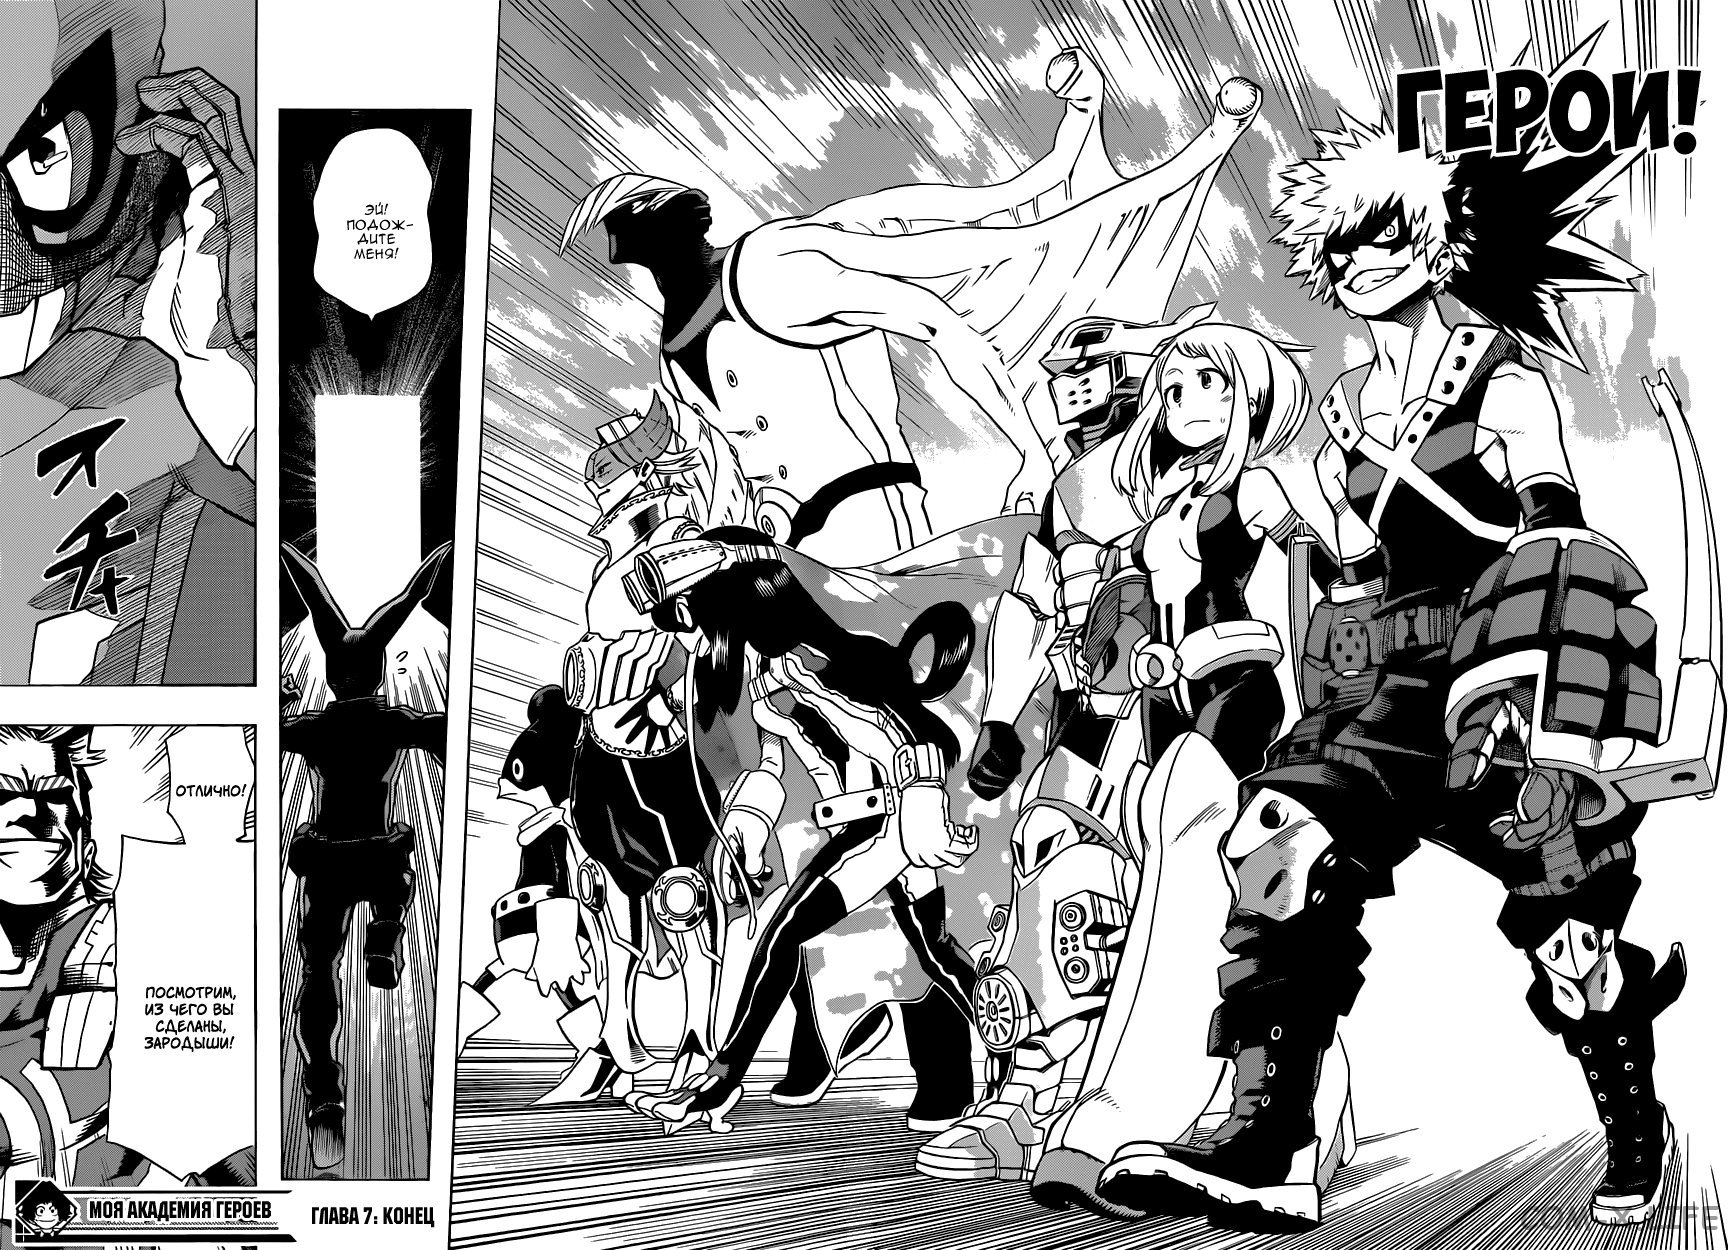 ГЕРОИ!
ЭЙ!
ПОДОЖ-
ДИТЕ
МЕНЯ!
ОТЛИЧНО!
ПОСМОТРИМ,
ИЗ ЧЕГО ВЫ
СДЕЛАНЫ,
ЗАРОДЫШИ!
МОЯ АКАДЕМИЯ ГЕРОЕВ
ГЛАВА 7: КОНЕЦ